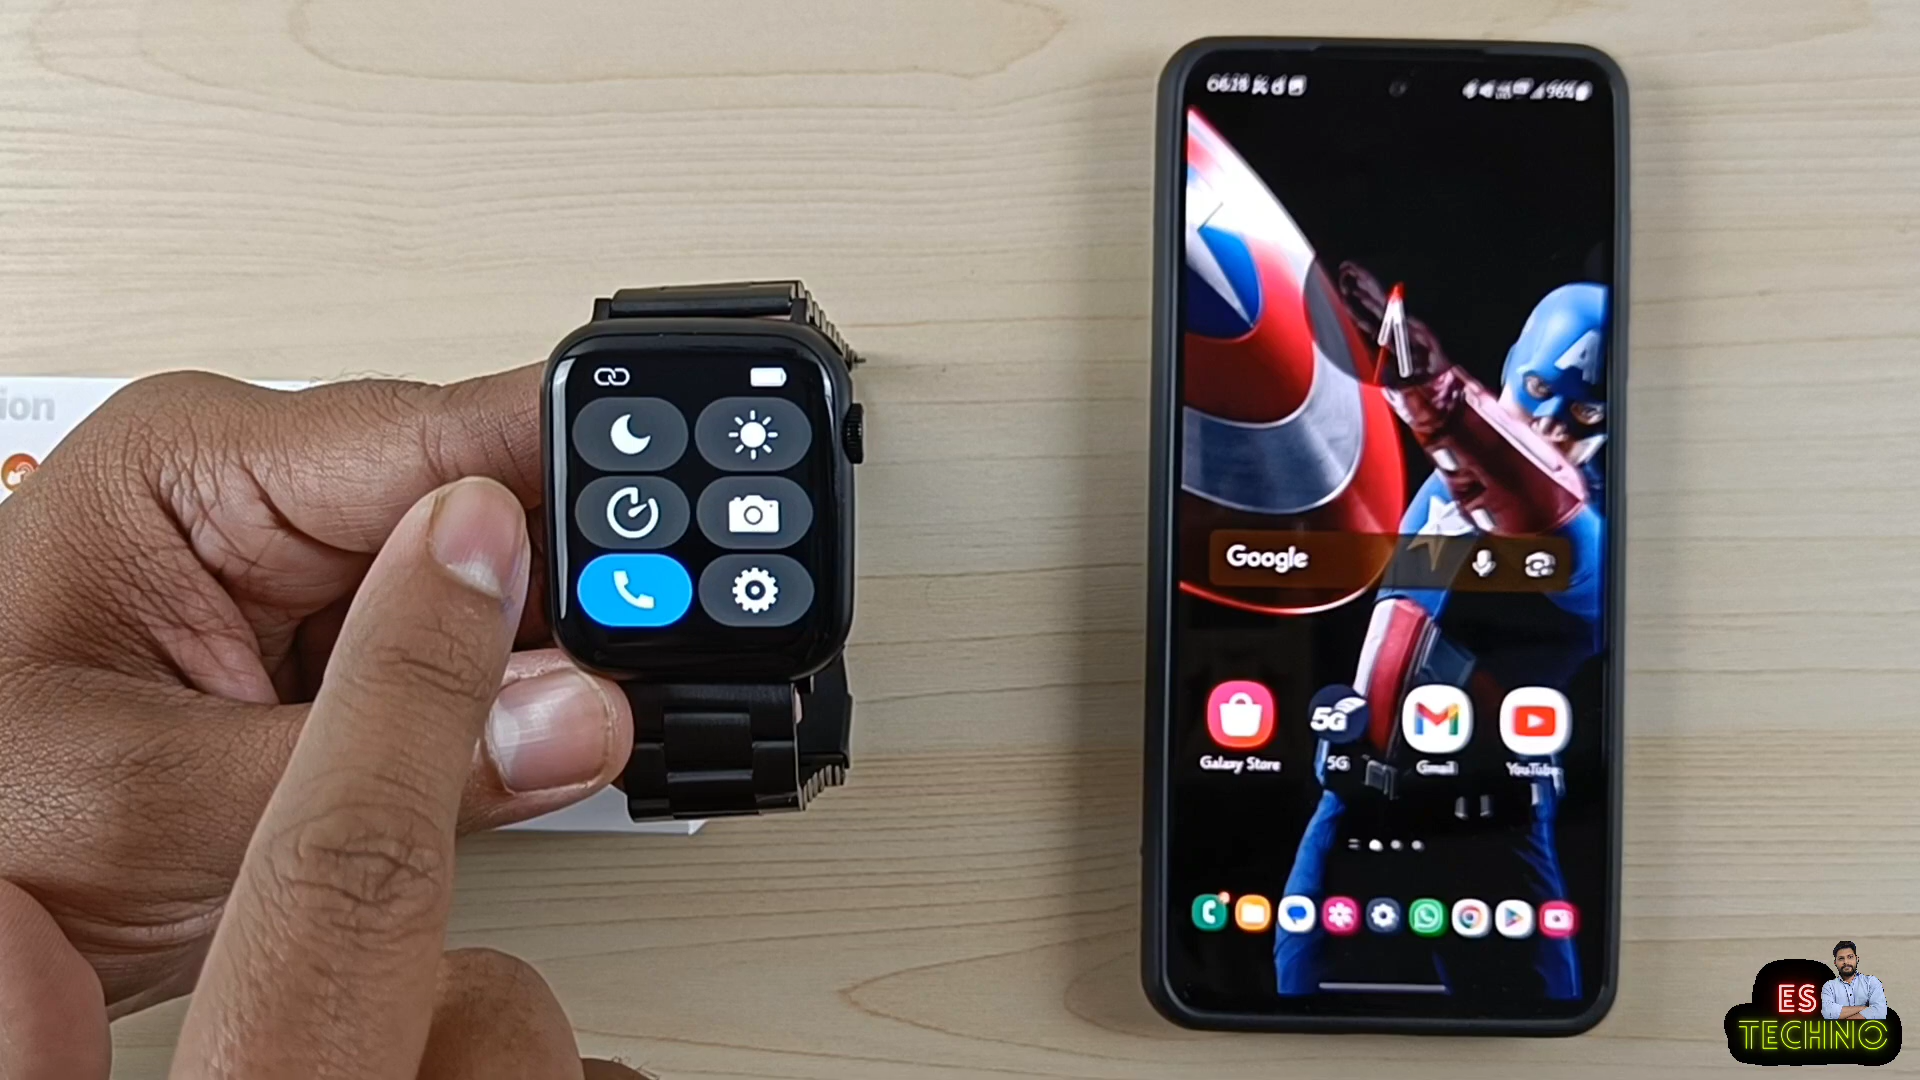 ion
Google
Galaxy Store
5G
5G
Gmail
YouTube
ES
TECHNO